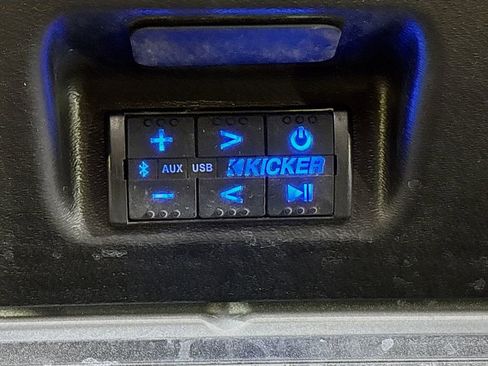 + > 
AUX USB KICKER
- <